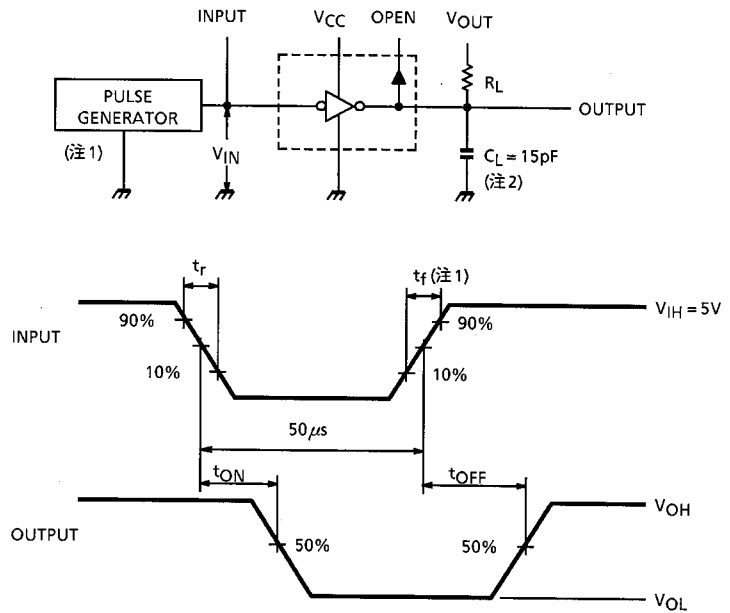 INPUT
VCC
OPEN
VOUT
PULSE
GENERATOR
RL
OUTPUT
(注1)
VIN
CL = 15pF
(注2)
tr
tf (注1)
90%
90%
VIH = 5V
INPUT
10%
10%
50μs
tON
tOFF
VOH
OUTPUT
50%
50%
VOL